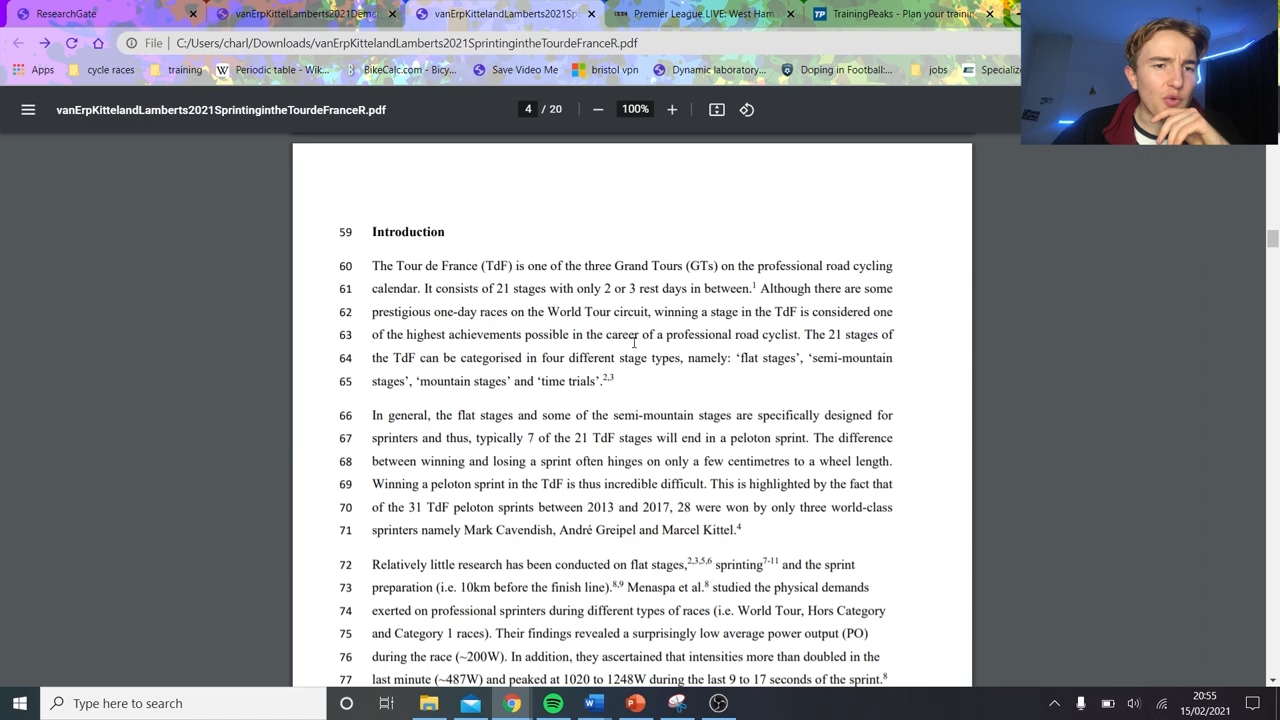 ResearchGate
vanErpKittelLamberts2021Dema
vanErpKittelandLamberts2021Spr
Premier League LIVE: West Ham
TP
TrainingPeaks - Plan your trainin
File
C:/Users/charl/Downloads/vanErpKittelandLamberts2021SprintingintheTourdeFranceR.pdf
Apps
cycle races
training
W
Periodic table - Wik...
BikeCalc.com - Bicy...
Save Video Me
bristol vpn
Dynamic laboratory...
Doping in Football:...
jobs
Specialize
vanErpKittelandLamberts2021SprintingintheTourdeFranceR.pdf
4 / 20
100%
59 Introduction
60 The Tour de France (TdF) is one of the three Grand Tours (GTs) on the professional road cycling
61 calendar. It consists of 21 stages with only 2 or 3 rest days in between.1 Although there are some
62 prestigious one-day races on the World Tour circuit, winning a stage in the TdF is considered one
63 of the highest achievements possible in the career of a professional road cyclist. The 21 stages of
64 the TdF can be categorised in four different stage types, namely: ‘flat stages’, ‘semi-mountain
65 stages’, ‘mountain stages’ and ‘time trials’.2,3
66 In general, the flat stages and some of the semi-mountain stages are specifically designed for
67 sprinters and thus, typically 7 of the 21 TdF stages will end in a peloton sprint. The difference
68 between winning and losing a sprint often hinges on only a few centimetres to a wheel length.
69 Winning a peloton sprint in the TdF is thus incredible difficult. This is highlighted by the fact that
70 of the 31 TdF peloton sprints between 2013 and 2017, 28 were won by only three world-class
71 sprinters namely Mark Cavendish, André Greipel and Marcel Kittel.4
72 Relatively little research has been conducted on flat stages,2,3,5,6 sprinting7-11 and the sprint
73 preparation (i.e. 10km before the finish line).8,9 Menaspa et al.8 studied the physical demands
74 exerted on professional sprinters during different types of races (i.e. World Tour, Hors Category
75 and Category 1 races). Their findings revealed a surprisingly low average power output (PO)
76 during the race (~200W). In addition, they ascertained that intensities more than doubled in the
77 last minute (~487W) and peaked at 1020 to 1248W during the last 9 to 17 seconds of the sprint.8
Type here to search
20:55
15/02/2021